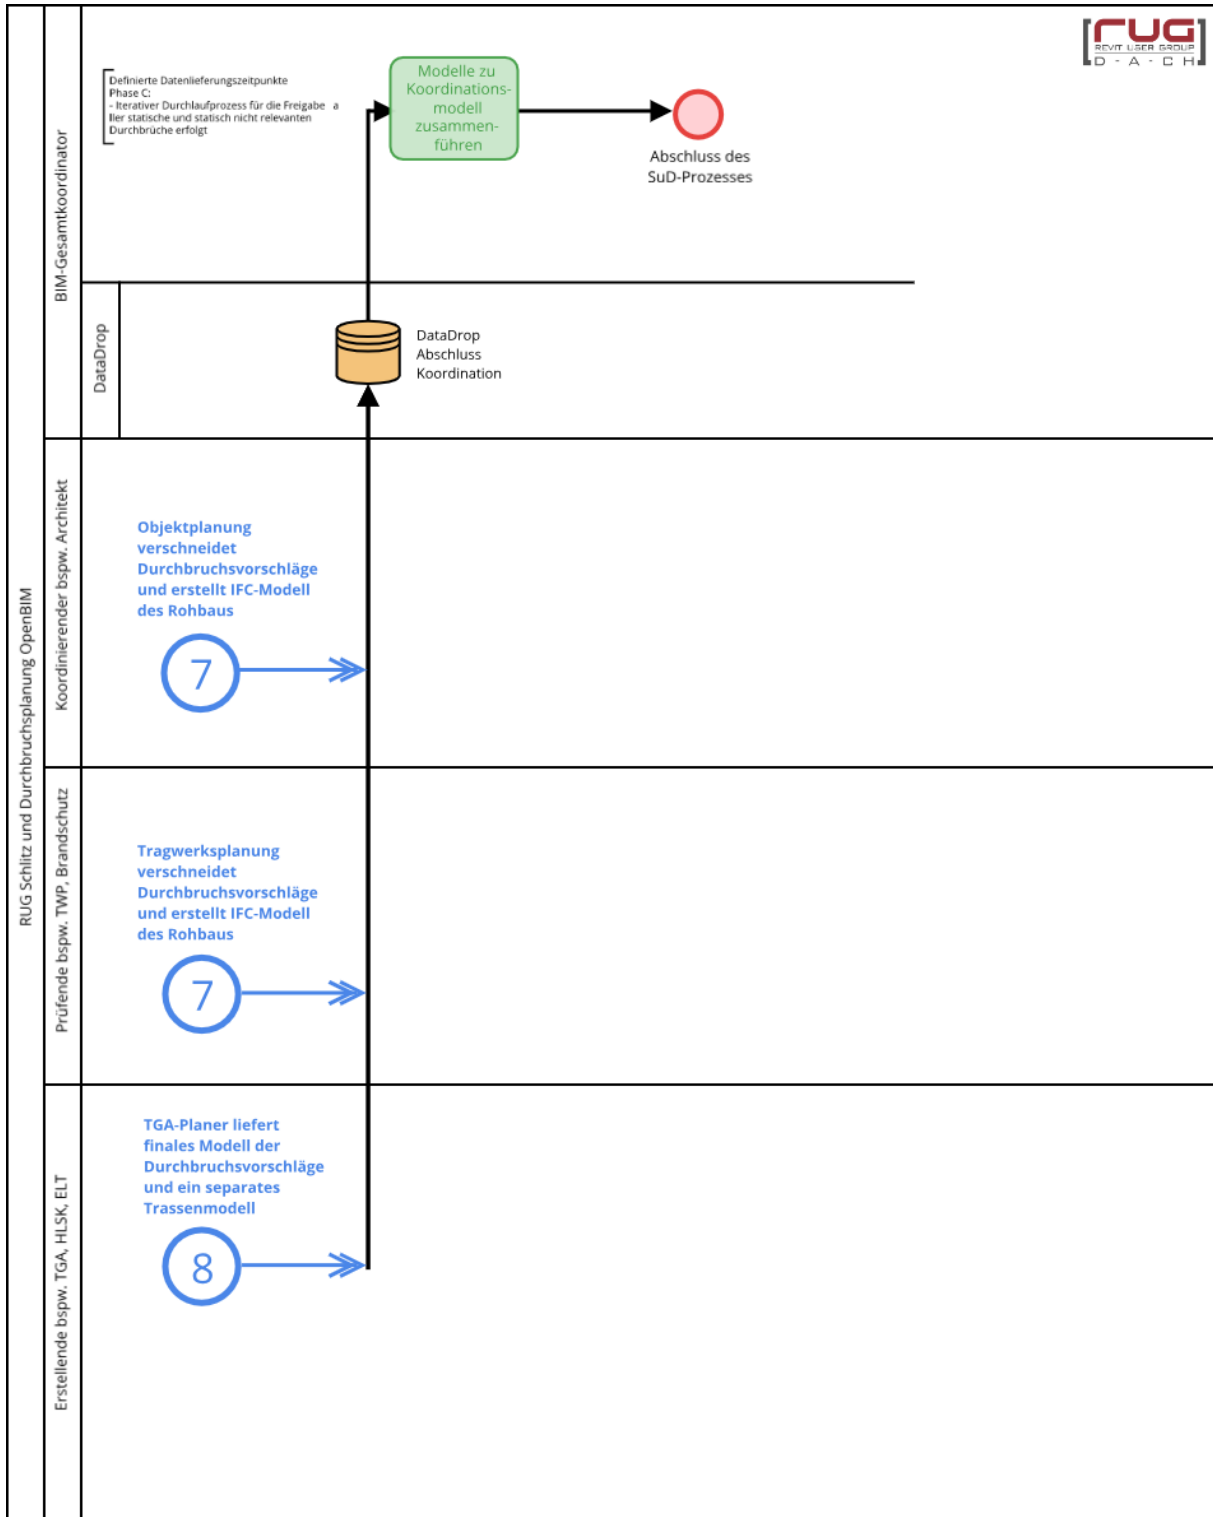 RUG
REVIT USER GROUP
D - A - C H
RUG Schlitz und Durchbruchsplanung OpenBIM
BIM-Gesamtkoordinator
Definierte Datenlieferungszeitpunkte
Phase C:
- Iterativer Durchlaufprozess für die Freigabe a
ller statische und statisch nicht relevanten
Durchbrüche erfolgt
Modelle zu
Koordinations-
modell
zusammen-
führen
Abschluss des
SuD-Prozesses
DataDrop
DataDrop
Abschluss
Koordination
Koordinierender bspw. Architekt
Objektplanung
verschneidet
Durchbruchsvorschläge
und erstellt IFC-Modell
des Rohbaus
7
Prüfende bspw. TWP, Brandschutz
Tragwerksplanung
verschneidet
Durchbruchsvorschläge
und erstellt IFC-Modell
des Rohbaus
7
Erstellende bspw. TGA, HLSK, ELT
TGA-Planer liefert
finales Modell der
Durchbruchsvorschläge
und ein separates
Trassenmodell
8